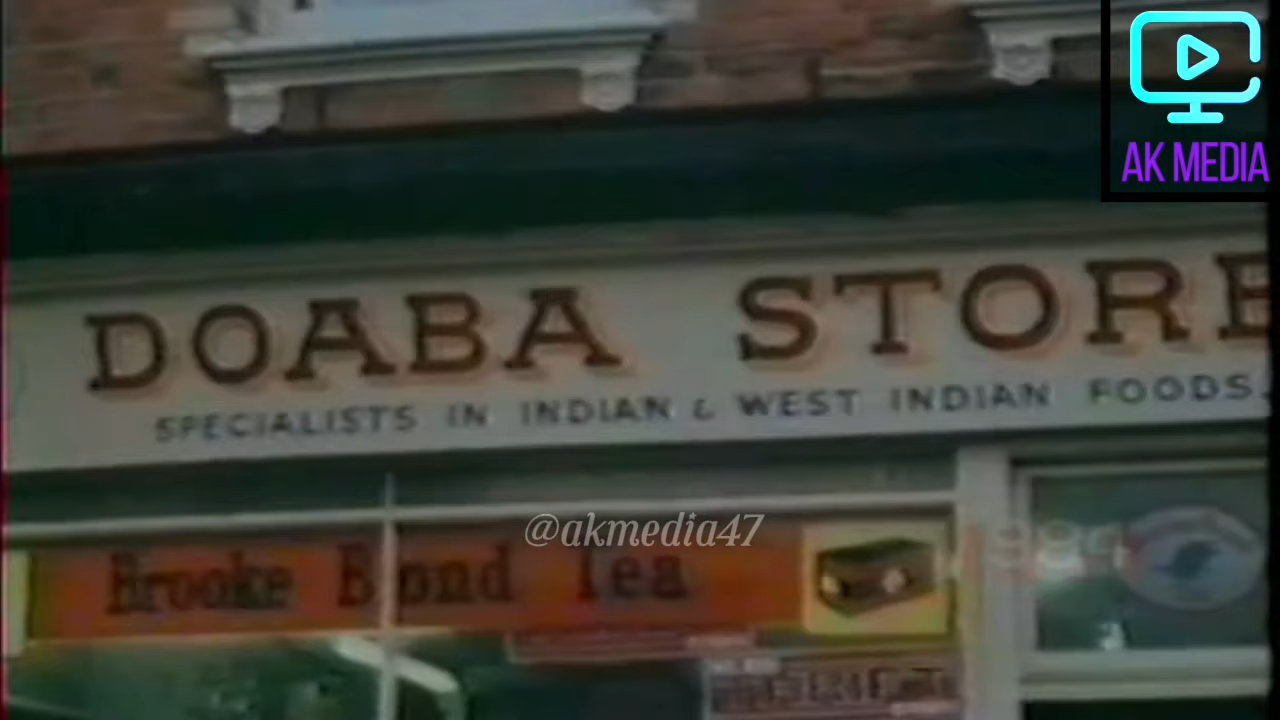 AK MEDIA
DOABA STORE
SPECIALISTS IN INDIAN & WEST INDIAN FOODS.
@akmedia47
Brooke Bond Tea